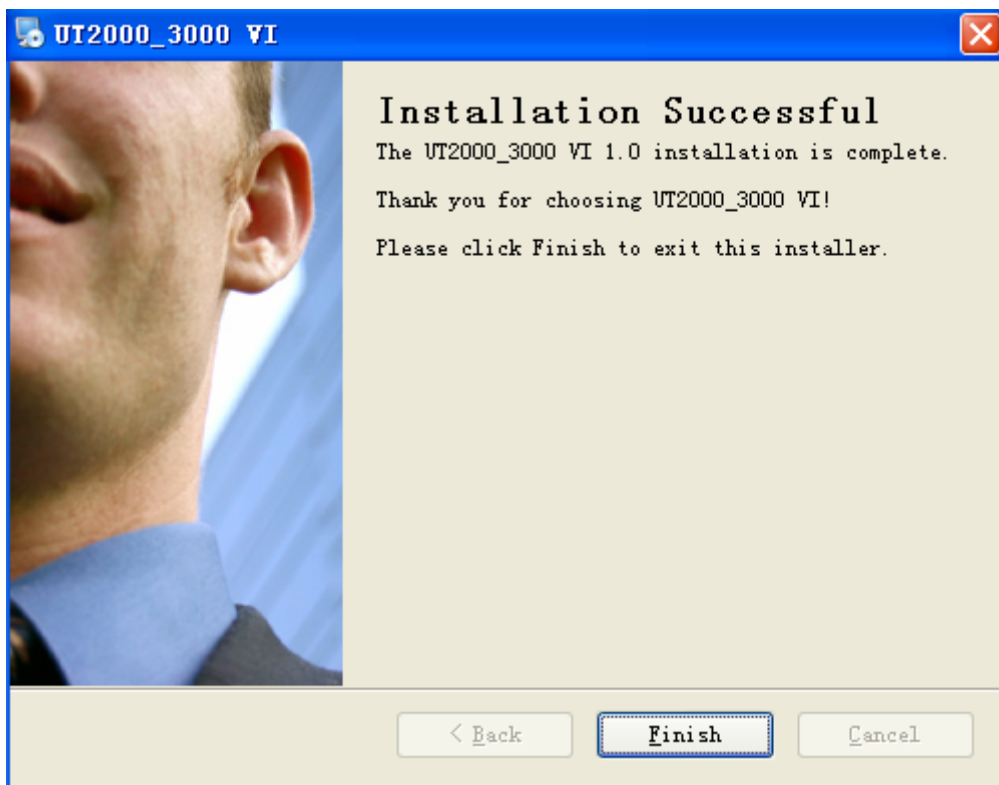 UT2000_3000 VI
Installation Successful
The UT2000_3000 VI 1.0 installation is complete.
Thank you for choosing UT2000_3000 VI!
Please click Finish to exit this installer.
< Back
Finish
Cancel